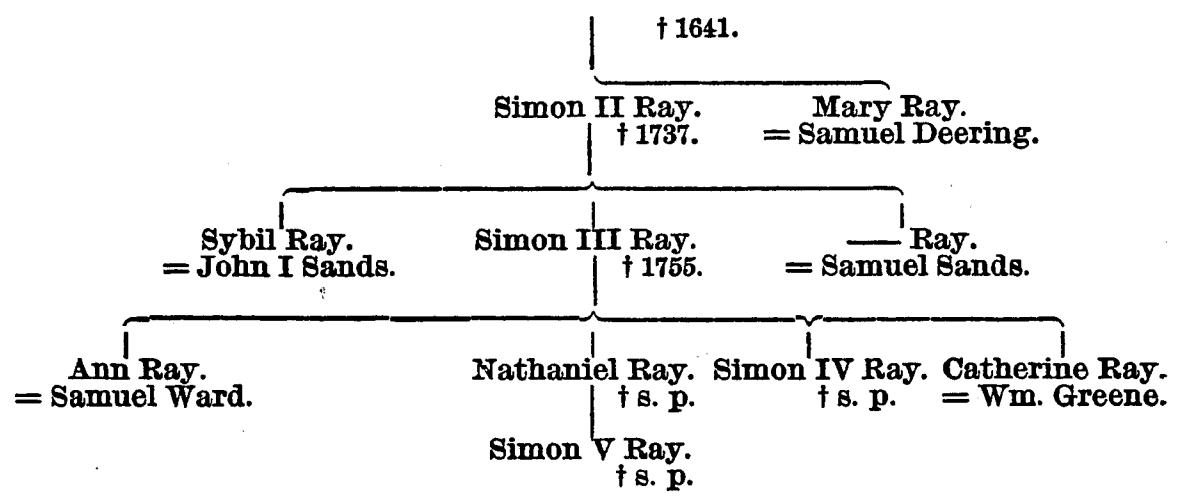 † 1641.
Simon II Ray. Mary Ray.
† 1737. = Samuel Deering.
Sybil Ray. Simon III Ray. —— Ray.
= John I Sands. † 1755. = Samuel Sands.
Ann Ray. Nathaniel Ray. Simon IV Ray. Catherine Ray.
= Samuel Ward. † s. p. † s. p. = Wm. Greene.
Simon V Ray.
† s. p.